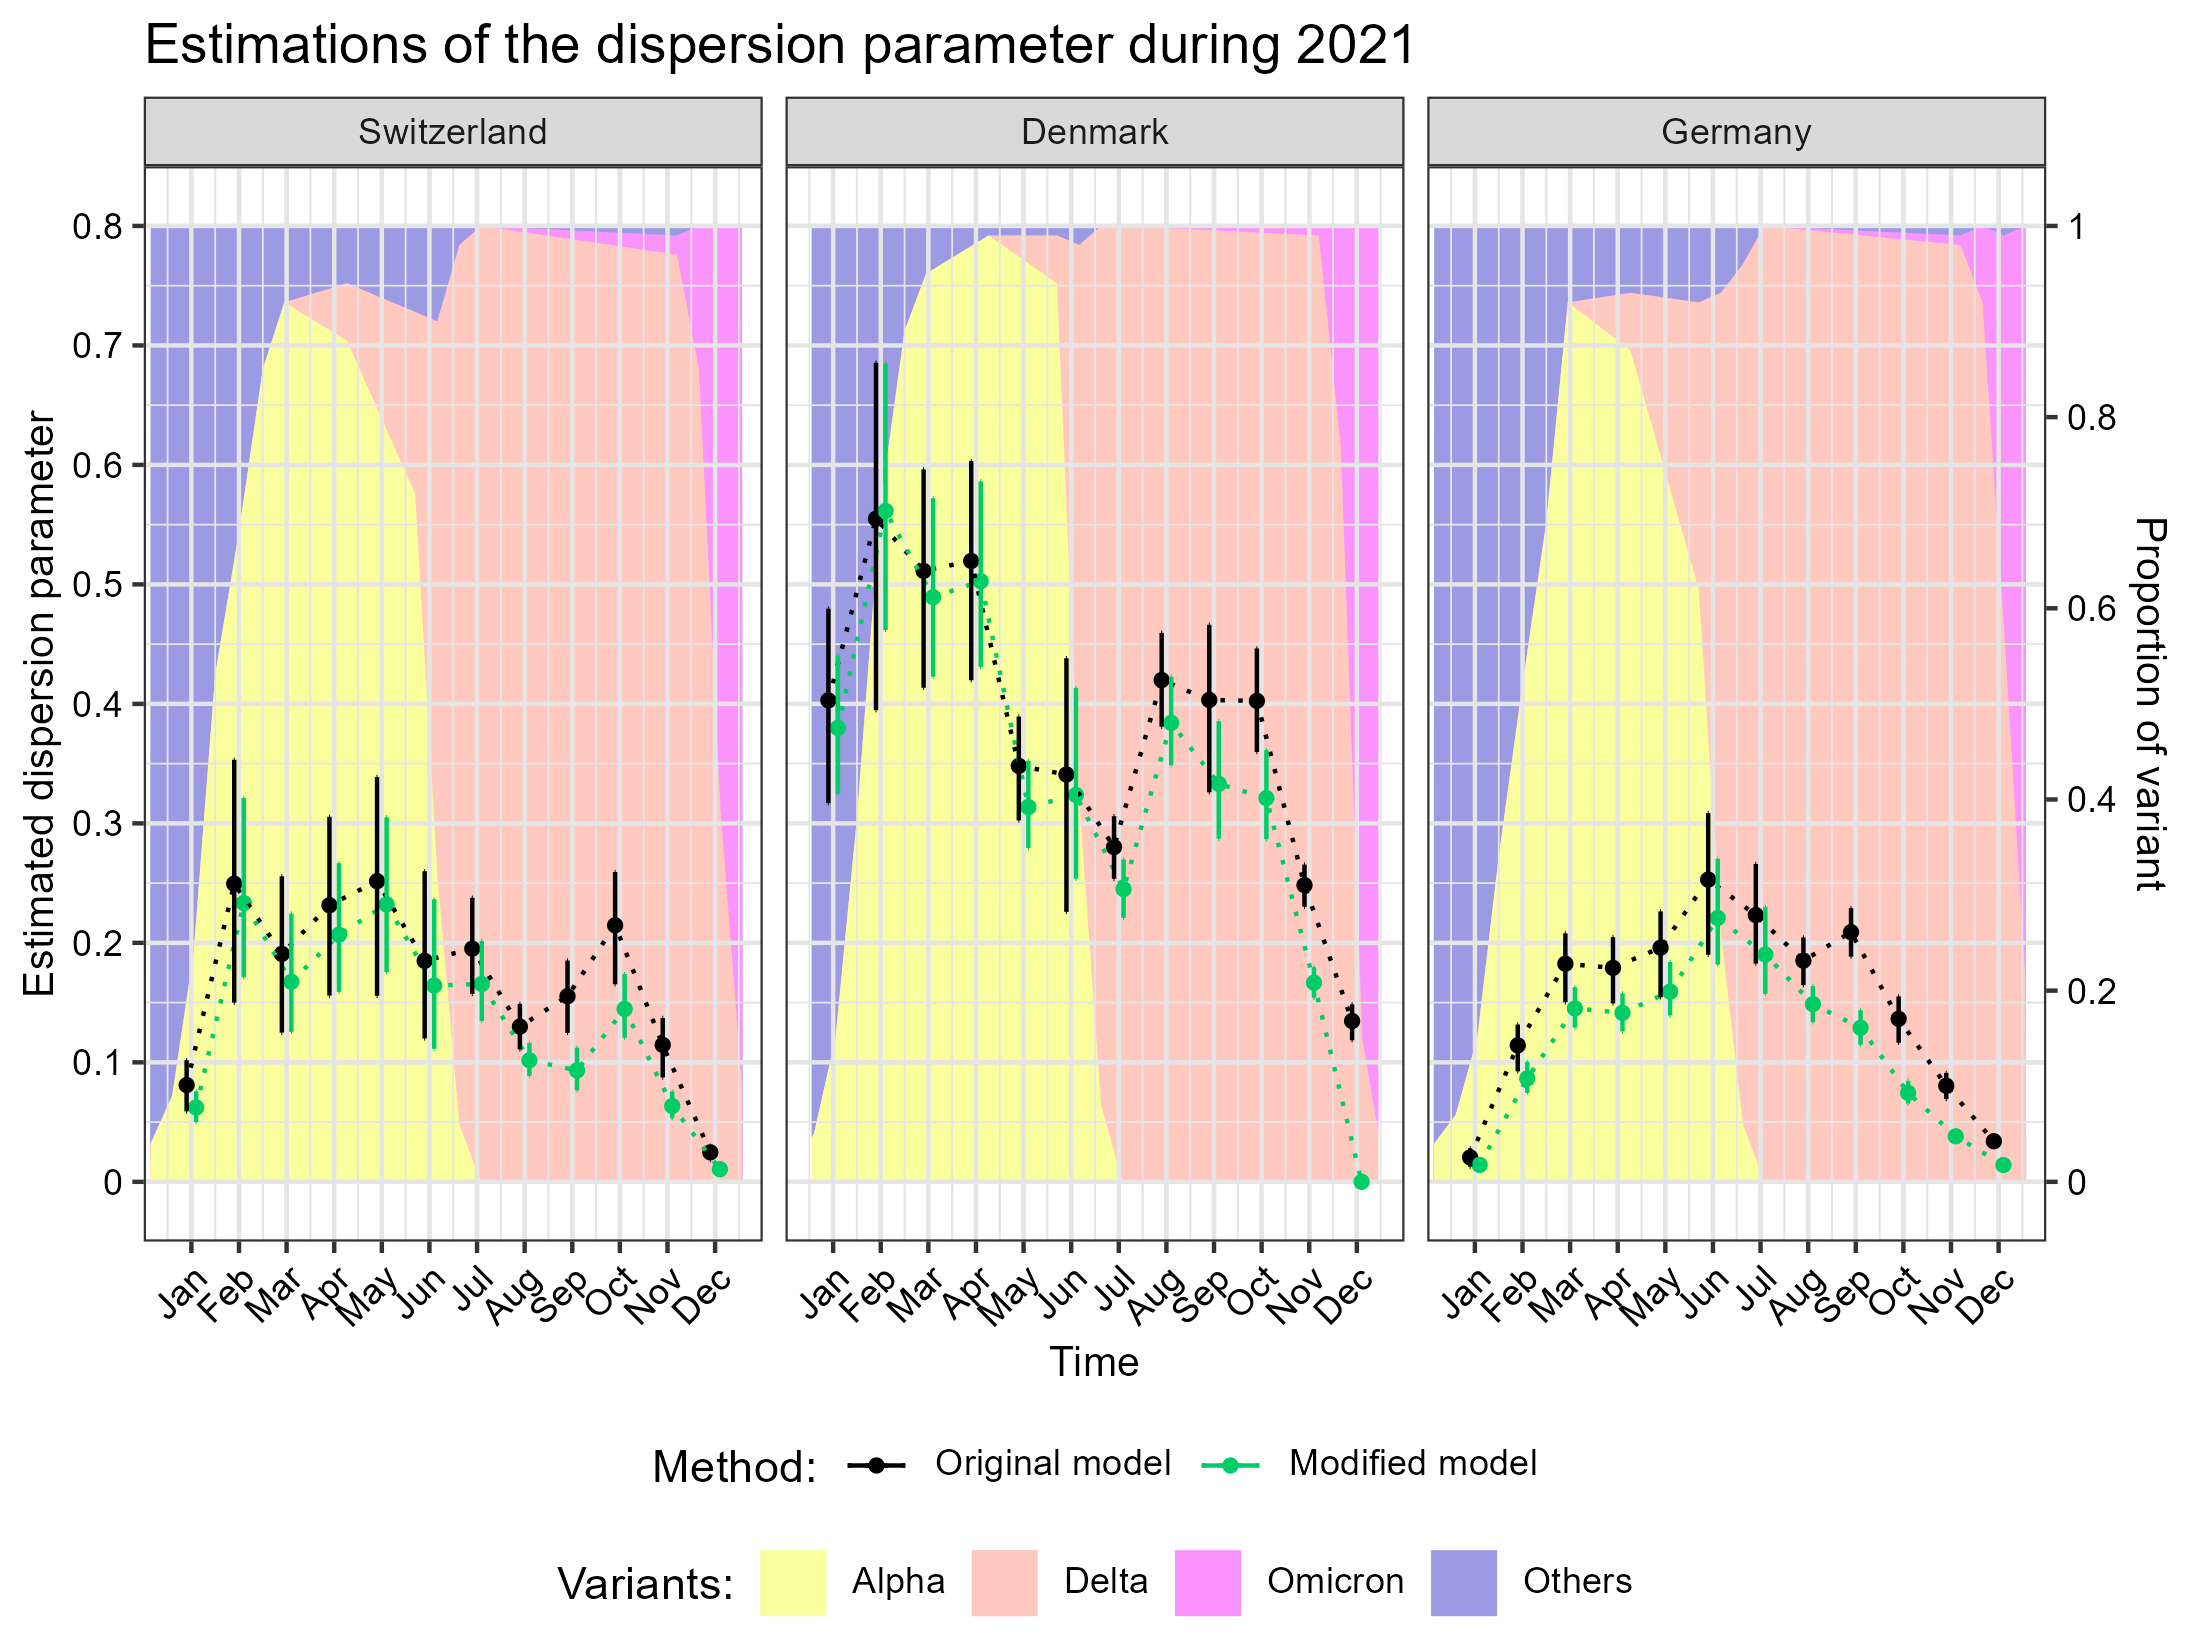 Estimations of the dispersion parameter during 2021
Switzerland
Denmark
Germany
Estimated dispersion parameter
0.8
0.7
0.6
0.5
0.4
0.3
0.2
0.1
0
1
0.8
0.6
0.4
0.2
0
Proportion of variant
Jan Feb Mar Apr May Jun Jul Aug Sep Oct Nov Dec
Jan Feb Mar Apr May Jun Jul Aug Sep Oct Nov Dec
Jan Feb Mar Apr May Jun Jul Aug Sep Oct Nov Dec
Time
Method: Original model Modified model
Variants: Alpha Delta Omicron Others